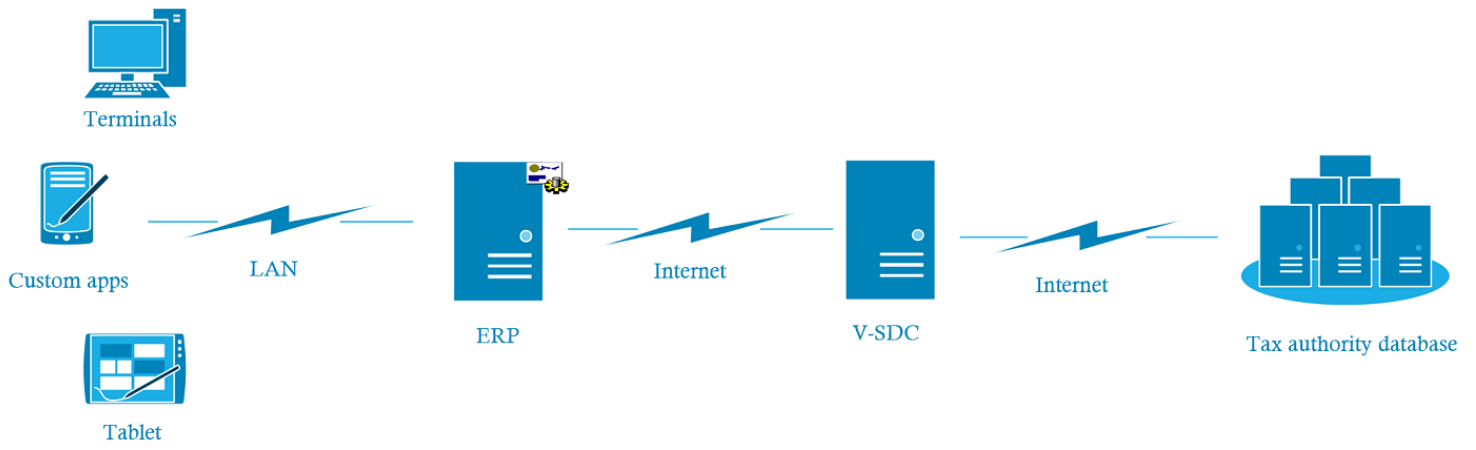 Terminals
Custom apps
LAN
Tablet
ERP
Internet
V-SDC
Internet
Tax authority database